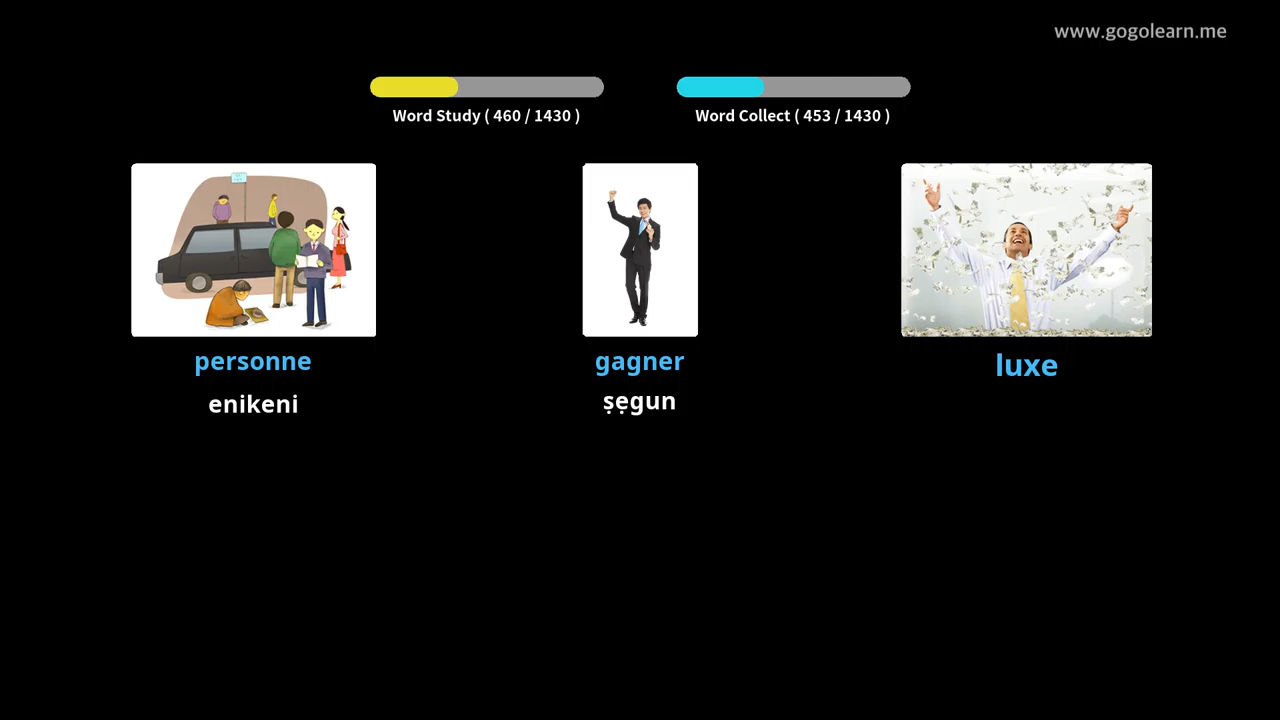 www.gogolearn.me
Word Study ( 460 / 1430 )
Word Collect ( 453 / 1430 )
personne
gagner
luxe
enikeni
ṣẹgun